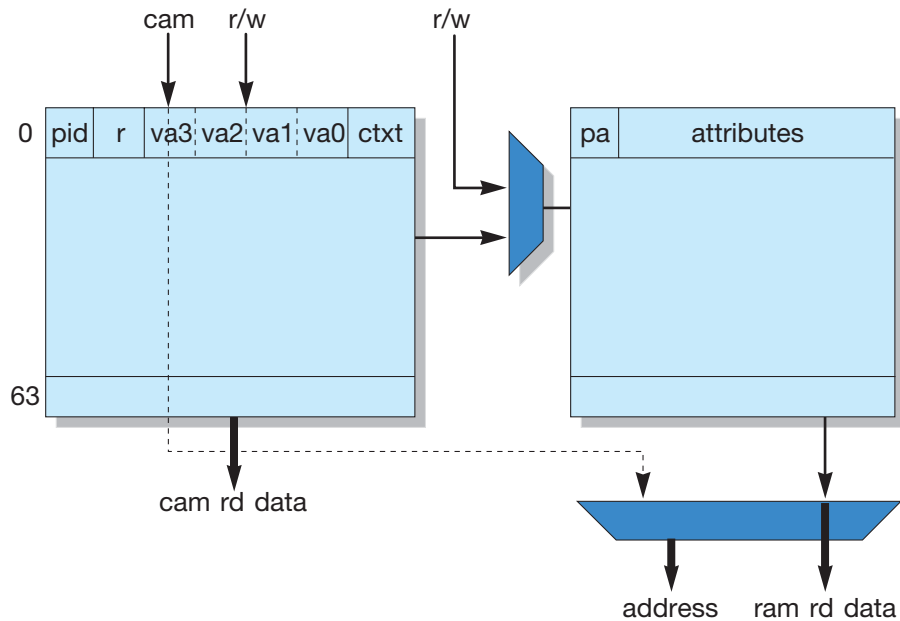 cam r/w r/w
0 pid r va3 va2 va1 va0 ctxt pa attributes
63
cam rd data
address ram rd data